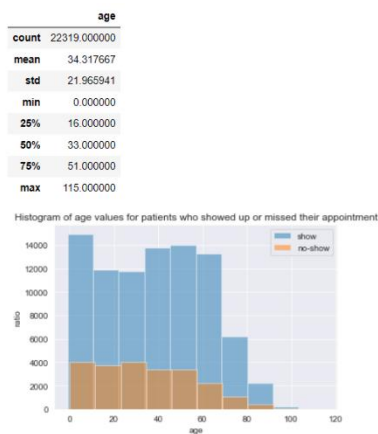 age
count 22319.000000
mean 34.317667
std 21.965941
min 0.000000
25% 16.000000
50% 33.000000
75% 51.000000
max 115.000000
Histogram of age values for patients who showed up or missed their appointment
show
no-show
14000
12000
10000
8000
6000
4000
2000
0
ratio
0 20 40 60 80 100 120
age